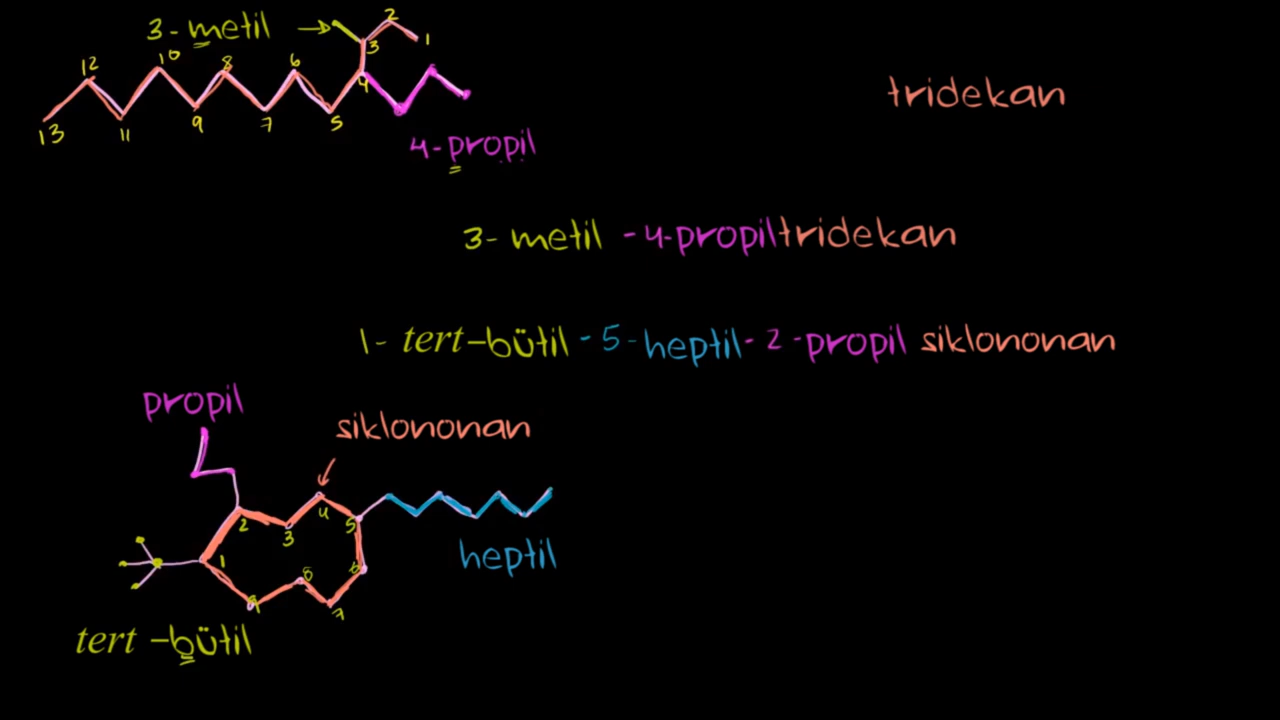 3- metil
2
1
3
12
10
8
6
4
tridekan
13
11
9
7
5
4- propil
3- metil - 4-propiltridekan
1- tert-bütil - 5 - heptil - 2 - propil siklononan
propil
siklononan
2
3
4
5
1
heptil
6
8
9
7
tert -bütil